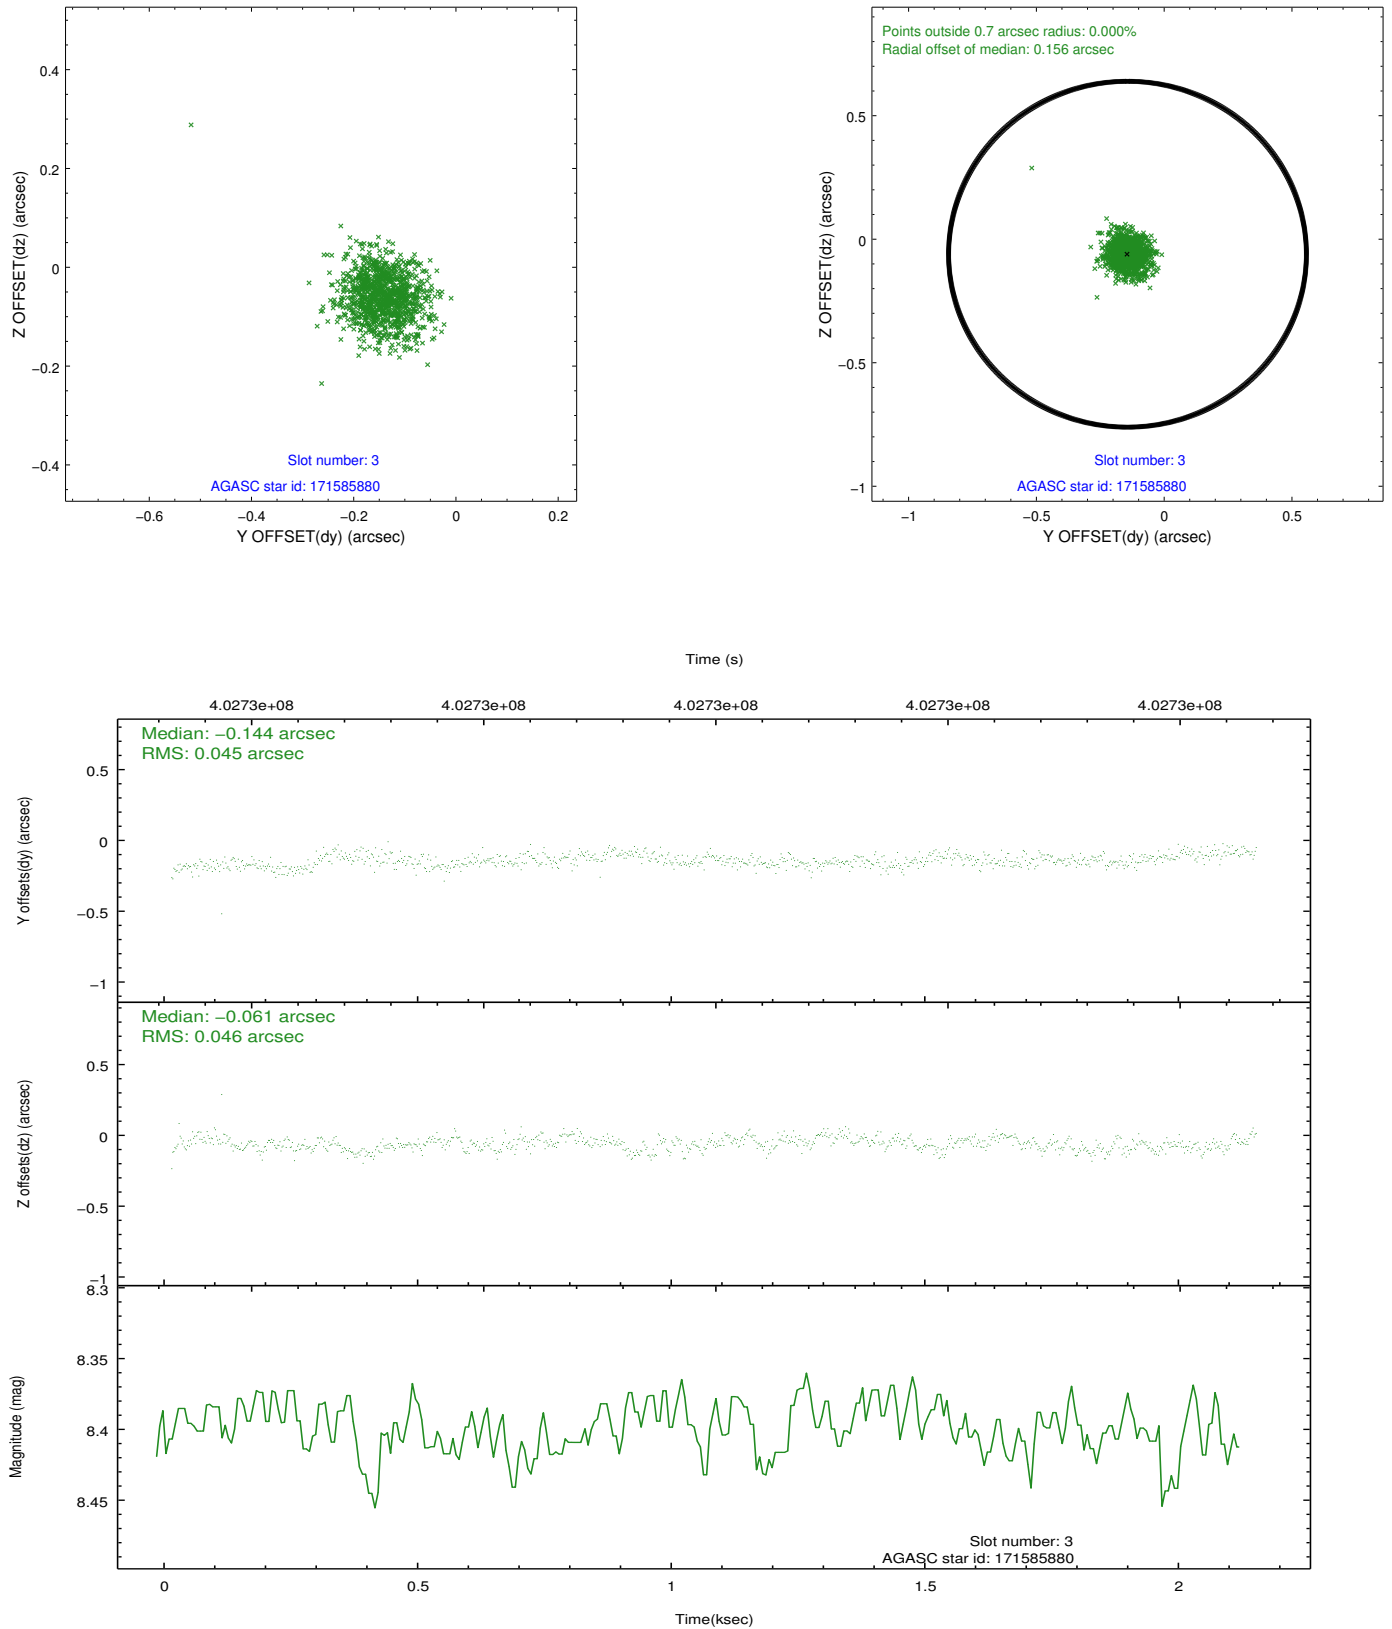 0.4
0.2
0
−0.2
−0.4
Z OFFSET(dz) (arcsec)
Slot number: 3
AGASC star id: 171585880
−0.6
−0.4
−0.2
0
0.2
Y OFFSET(dy) (arcsec)
Points outside 0.7 arcsec radius: 0.000%
Radial offset of median: 0.156 arcsec
0.5
0
−0.5
−1
Z OFFSET(dz) (arcsec)
Slot number: 3
AGASC star id: 171585880
−1
−0.5
0
0.5
Y OFFSET(dy) (arcsec)
Time (s)
4.0273e+08
4.0273e+08
4.0273e+08
4.0273e+08
4.0273e+08
Median: −0.144 arcsec
RMS: 0.045 arcsec
0.5
0
−0.5
−1
Y offsets(dy) (arcsec)
Median: −0.061 arcsec
RMS: 0.046 arcsec
0.5
0
−0.5
−1
Z offsets(dz) (arcsec)
8.3
8.35
8.4
8.45
Magnitude (mag)
Slot number: 3
AGASC star id: 171585880
0
0.5
1
1.5
2
Time(ksec)